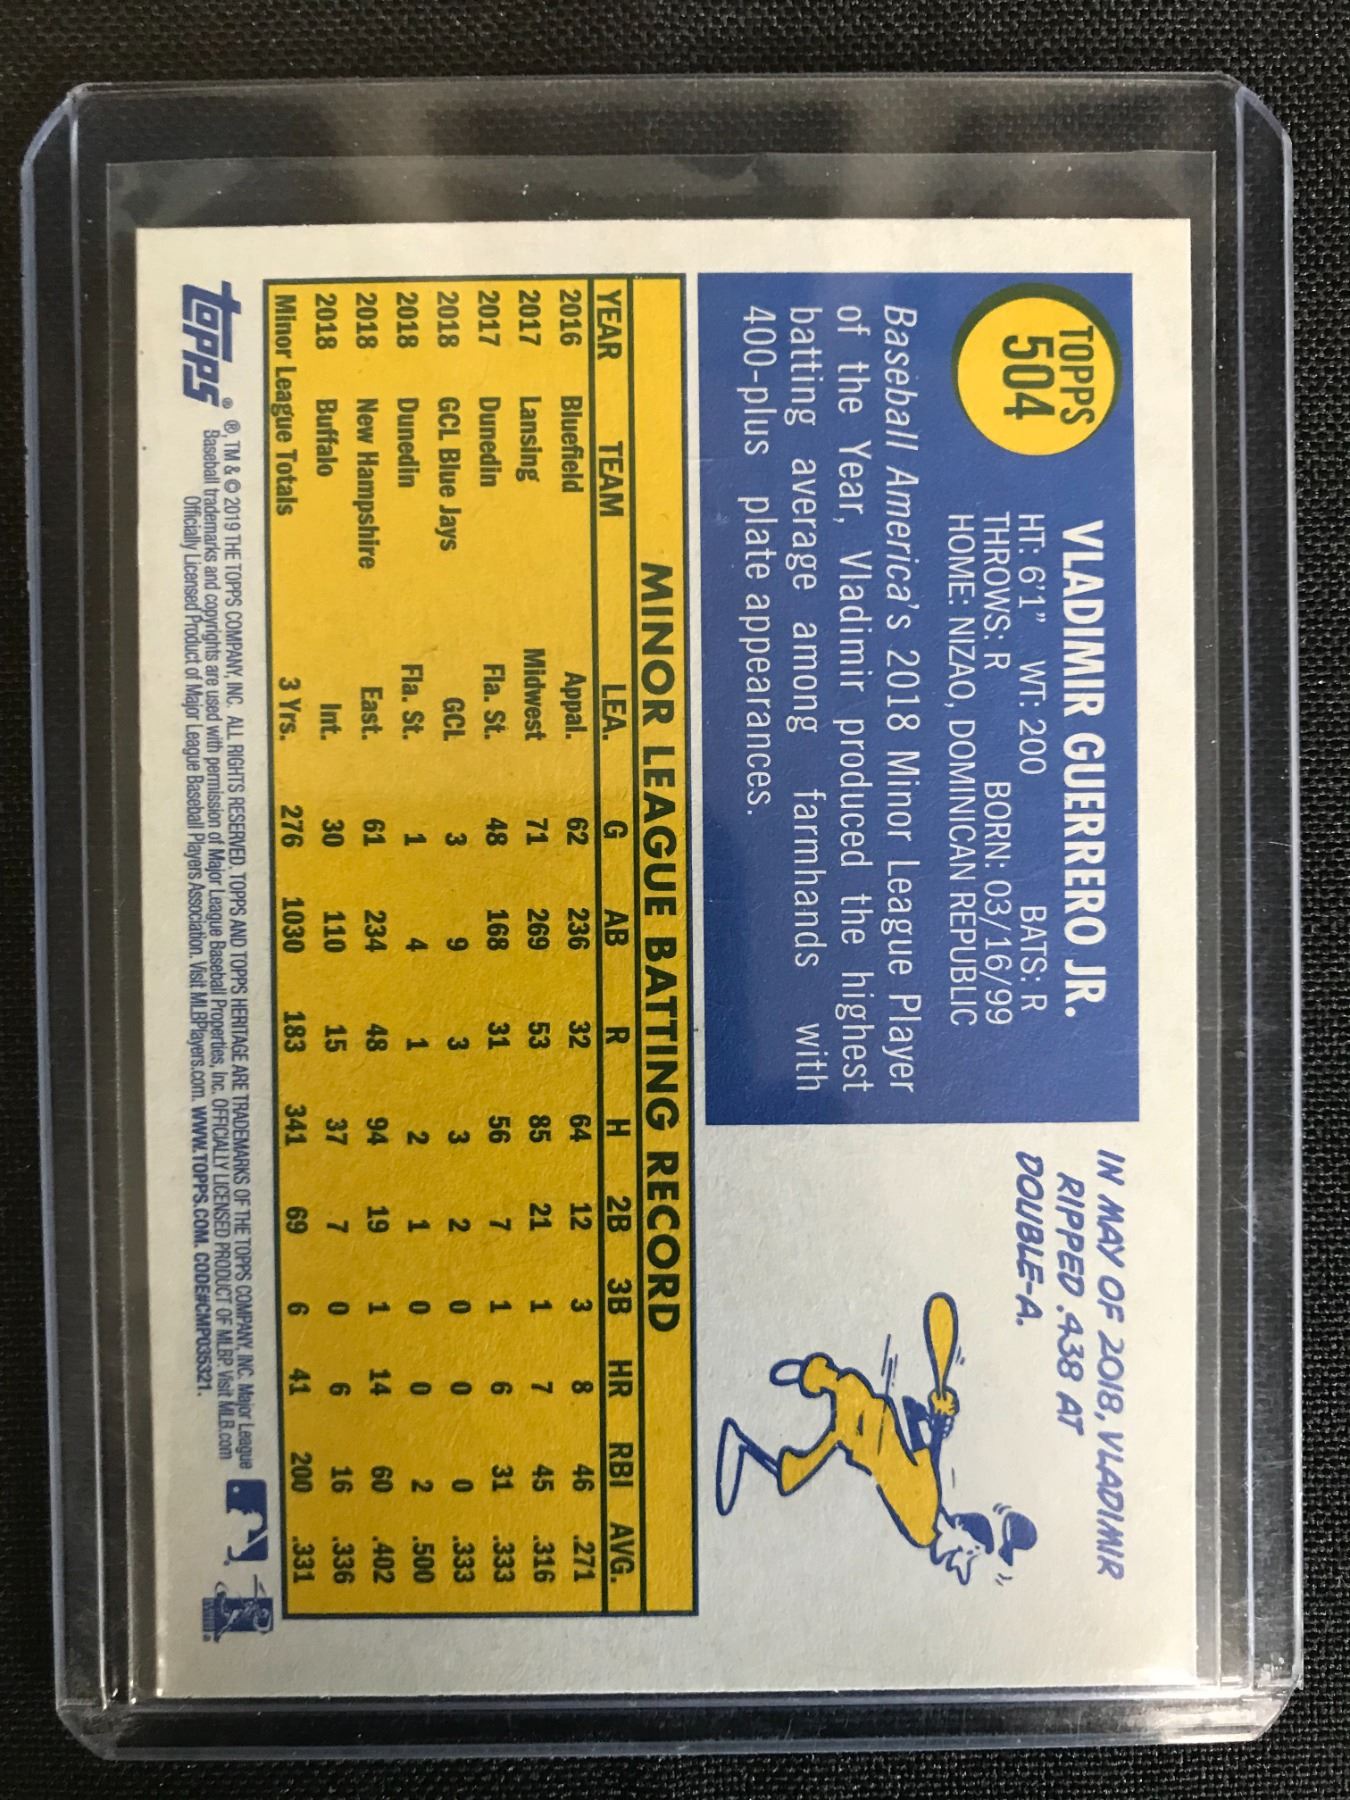 TOPPS
504
VLADIMIR GUERRERO JR.
HT: 6'1" WT: 200 BATS: R
THROWS: R BORN: 03/16/99
HOME: NIZAO, DOMINICAN REPUBLIC
Baseball America's 2018 Minor League Player
of the Year, Vladimir produced the highest
batting average among farmhands with
400-plus plate appearances.
IN MAY OF 2018, VLADIMIR
RIPPED .438 AT
DOUBLE-A.
MINOR LEAGUE BATTING RECORD
YEAR TEAM LEA. G AB R H 2B 3B HR RBI AVG.
2016 Bluefield Appal. 62 236 32 64 12 3 8 46 .271
2017 Lansing Midwest 71 269 53 85 21 1 7 45 .316
2017 Dunedin Fla. St. 48 168 31 56 7 1 6 31 .333
2018 GCL Blue Jays GCL 3 9 3 3 2 0 0 0 .333
2018 Dunedin Fla. St. 1 4 1 2 1 0 0 2 .500
2018 New Hampshire East. 61 234 48 94 19 1 14 60 .402
2018 Buffalo Int. 30 110 15 37 7 0 6 16 .336
Minor League Totals 3 Yrs. 276 1030 183 341 69 6 41 200 .331
topps®
®, TM & © 2019 THE TOPPS COMPANY, INC. ALL RIGHTS RESERVED. TOPPS AND TOPPS HERITAGE ARE TRADEMARKS OF THE TOPPS COMPANY, INC. Major League
Baseball trademarks and copyrights are used with permission of Major League Baseball Properties, Inc. OFFICIALLY LICENSED PRODUCT OF MLBP. Visit MLB.com
Officially Licensed Product of Major League Baseball Players Association. Visit MLBPlayers.com. WWW.TOPPS.COM. CODE#CMP035321.